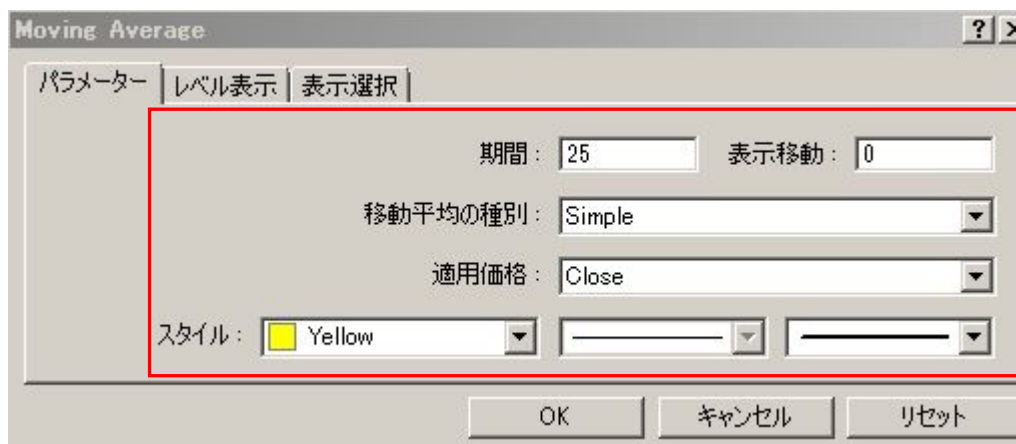 Moving Average
パラメーター レベル表示 表示選択
期間： 25 表示移動： 0
移動平均の種別： Simple
適用価格： Close
スタイル： Yellow
OK キャンセル リセット